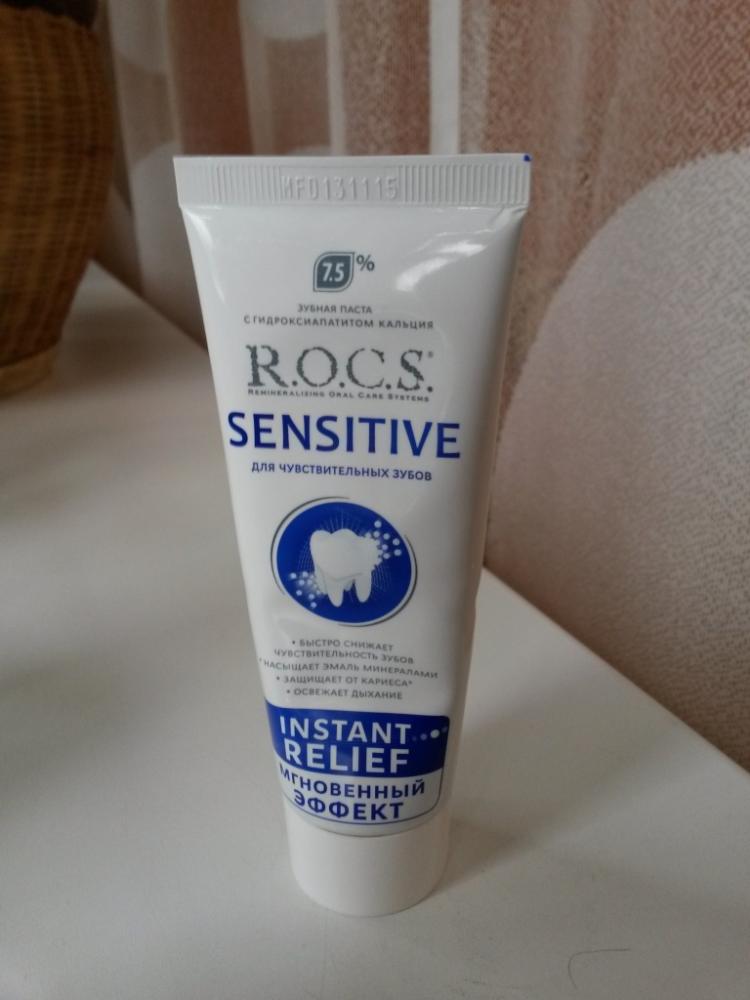 MFD131115
7.5 %
ЗУБНАЯ ПАСТА
С ГИДРОКСИАПАТИТОМ КАЛЬЦИЯ
R.O.C.S.®
REMINERALIZING ORAL CARE SYSTEMS
SENSITIVE
ДЛЯ ЧУВСТВИТЕЛЬНЫХ ЗУБОВ
• БЫСТРО СНИЖАЕТ
ЧУВСТВИТЕЛЬНОСТЬ ЗУБОВ
• НАСЫЩАЕТ ЭМАЛЬ МИНЕРАЛАМИ
• ЗАЩИЩАЕТ ОТ КАРИЕСА*
• ОСВЕЖАЕТ ДЫХАНИЕ
INSTANT
RELIEF
МГНОВЕННЫЙ
ЭФФЕКТ